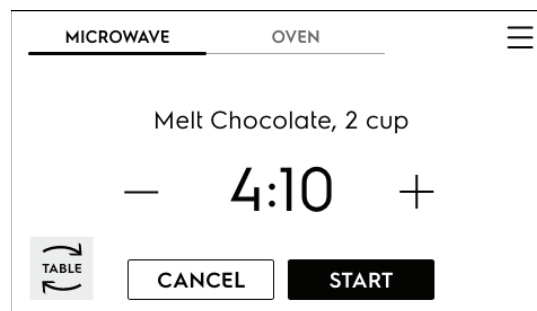 MICROWAVE OVEN
Melt Chocolate, 2 cup
— 4:10 +
TABLE
CANCEL START